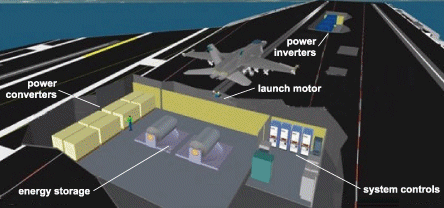 power
inverters
power
converters
launch motor
energy storage
system controls